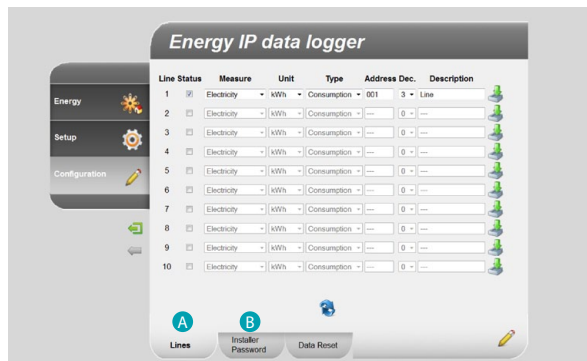 Energy IP data logger
Energy
Setup
Configuration
Line Status Measure Unit Type Address Dec. Description
1 Electricity kWh Consumption 001 3 Line
2 Electricity kWh Consumption --- 0 ---
3 Electricity kWh Consumption --- 0 ---
4 Electricity kWh Consumption --- 0 ---
5 Electricity kWh Consumption --- 0 ---
6 Electricity kWh Consumption --- 0 ---
7 Electricity kWh Consumption --- 0 ---
8 Electricity kWh Consumption --- 0 ---
9 Electricity kWh Consumption --- 0 ---
10 Electricity kWh Consumption --- 0 ---
A B
Lines
Installer
Password
Data Reset